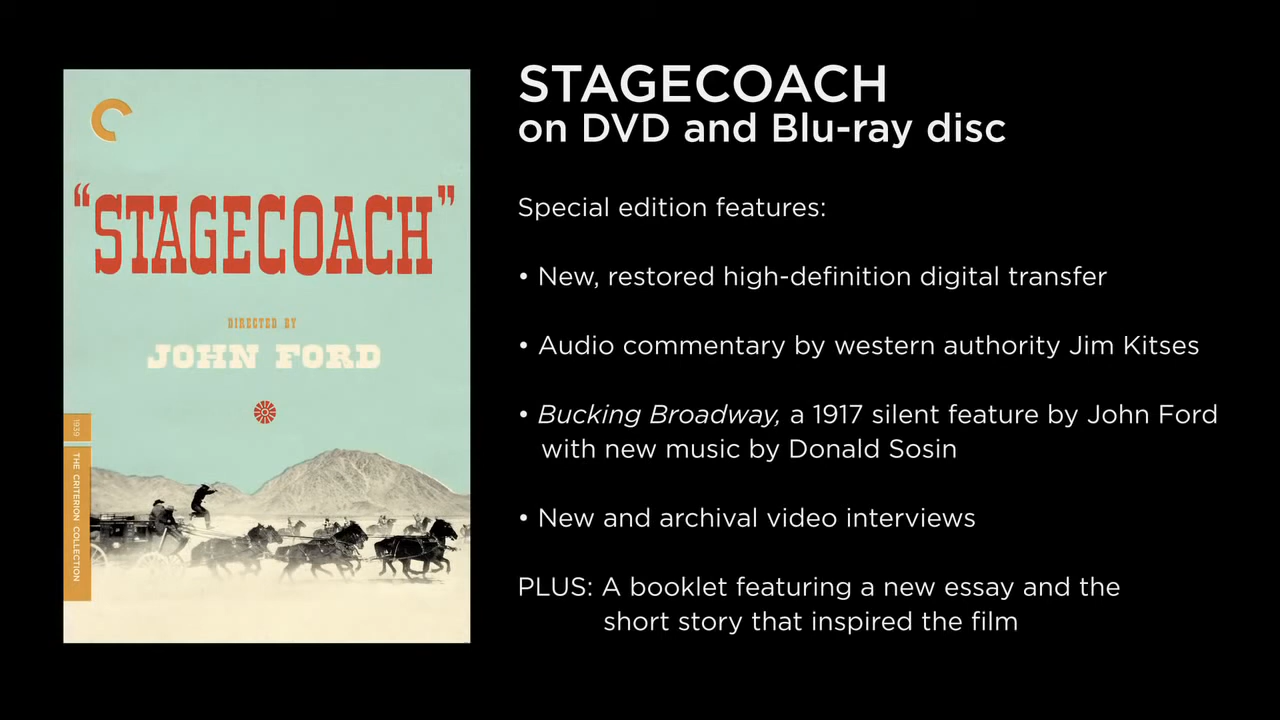 "STAGECOACH"
DIRECTED BY
JOHN FORD
1939
THE CRITERION COLLECTION
STAGECOACH
on DVD and Blu-ray disc
Special edition features:
• New, restored high-definition digital transfer
• Audio commentary by western authority Jim Kitses
• Bucking Broadway, a 1917 silent feature by John Ford
with new music by Donald Sosin
• New and archival video interviews
PLUS: A booklet featuring a new essay and the
short story that inspired the film